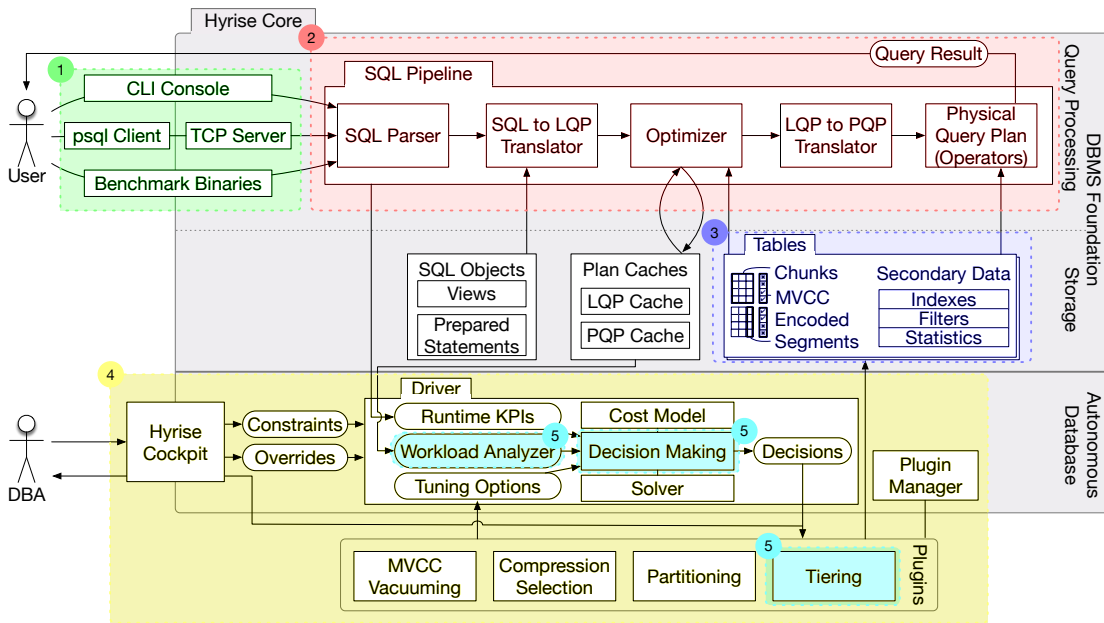 Hyrise Core
2
Query Result
1
SQL Pipeline
CLI Console
psql Client
TCP Server
Benchmark Binaries
User
SQL Parser
SQL to LQP
Translator
Optimizer
LQP to PQP
Translator
Physical
Query Plan
(Operators)
Query Processing
DBMS Foundation
Storage
3
Tables
SQL Objects
Views
Prepared
Statements
Plan Caches
LQP Cache
PQP Cache
Chunks
MVCC
Encoded
Segments
Secondary Data
Indexes
Filters
Statistics
4
Driver
DBA
Hyrise
Cockpit
Constraints
Overrides
Runtime KPIs
Workload Analyzer
5
Tuning Options
Cost Model
Decision Making
5
Solver
Decisions
Plugin
Manager
Autonomous
Database
MVCC
Vacuuming
Compression
Selection
Partitioning
5
Tiering
Plugins